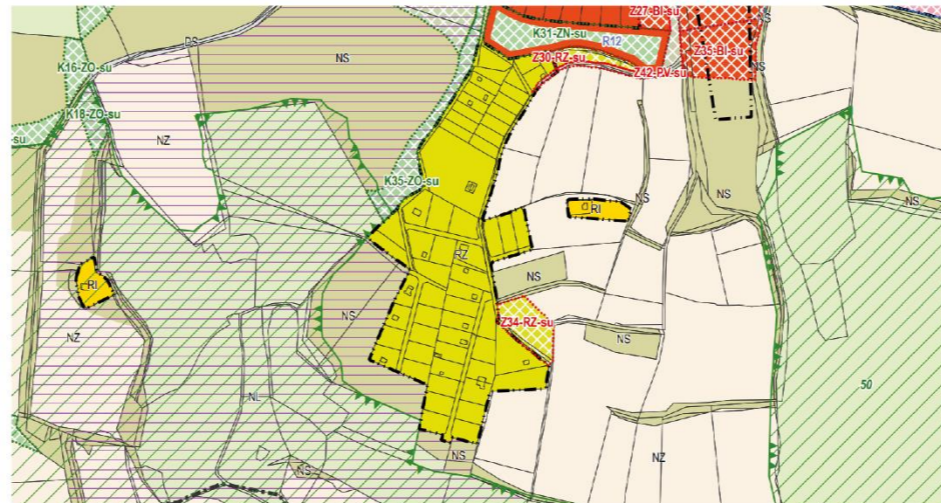 Z27-BI-su
NS
K31-ZN-su
R12
DS
NS
Z35-BI-su
Z30-RZ-su
K16-ZO-su
Z42-PV-su
NS
K18-ZO-su
-su
NZ
K35-ZO-su
NS
NS
RI
NS
RZ
NS
RI
NS
Z34-RZ-su
NZ
NS
50
NL
NS
NS
NZ